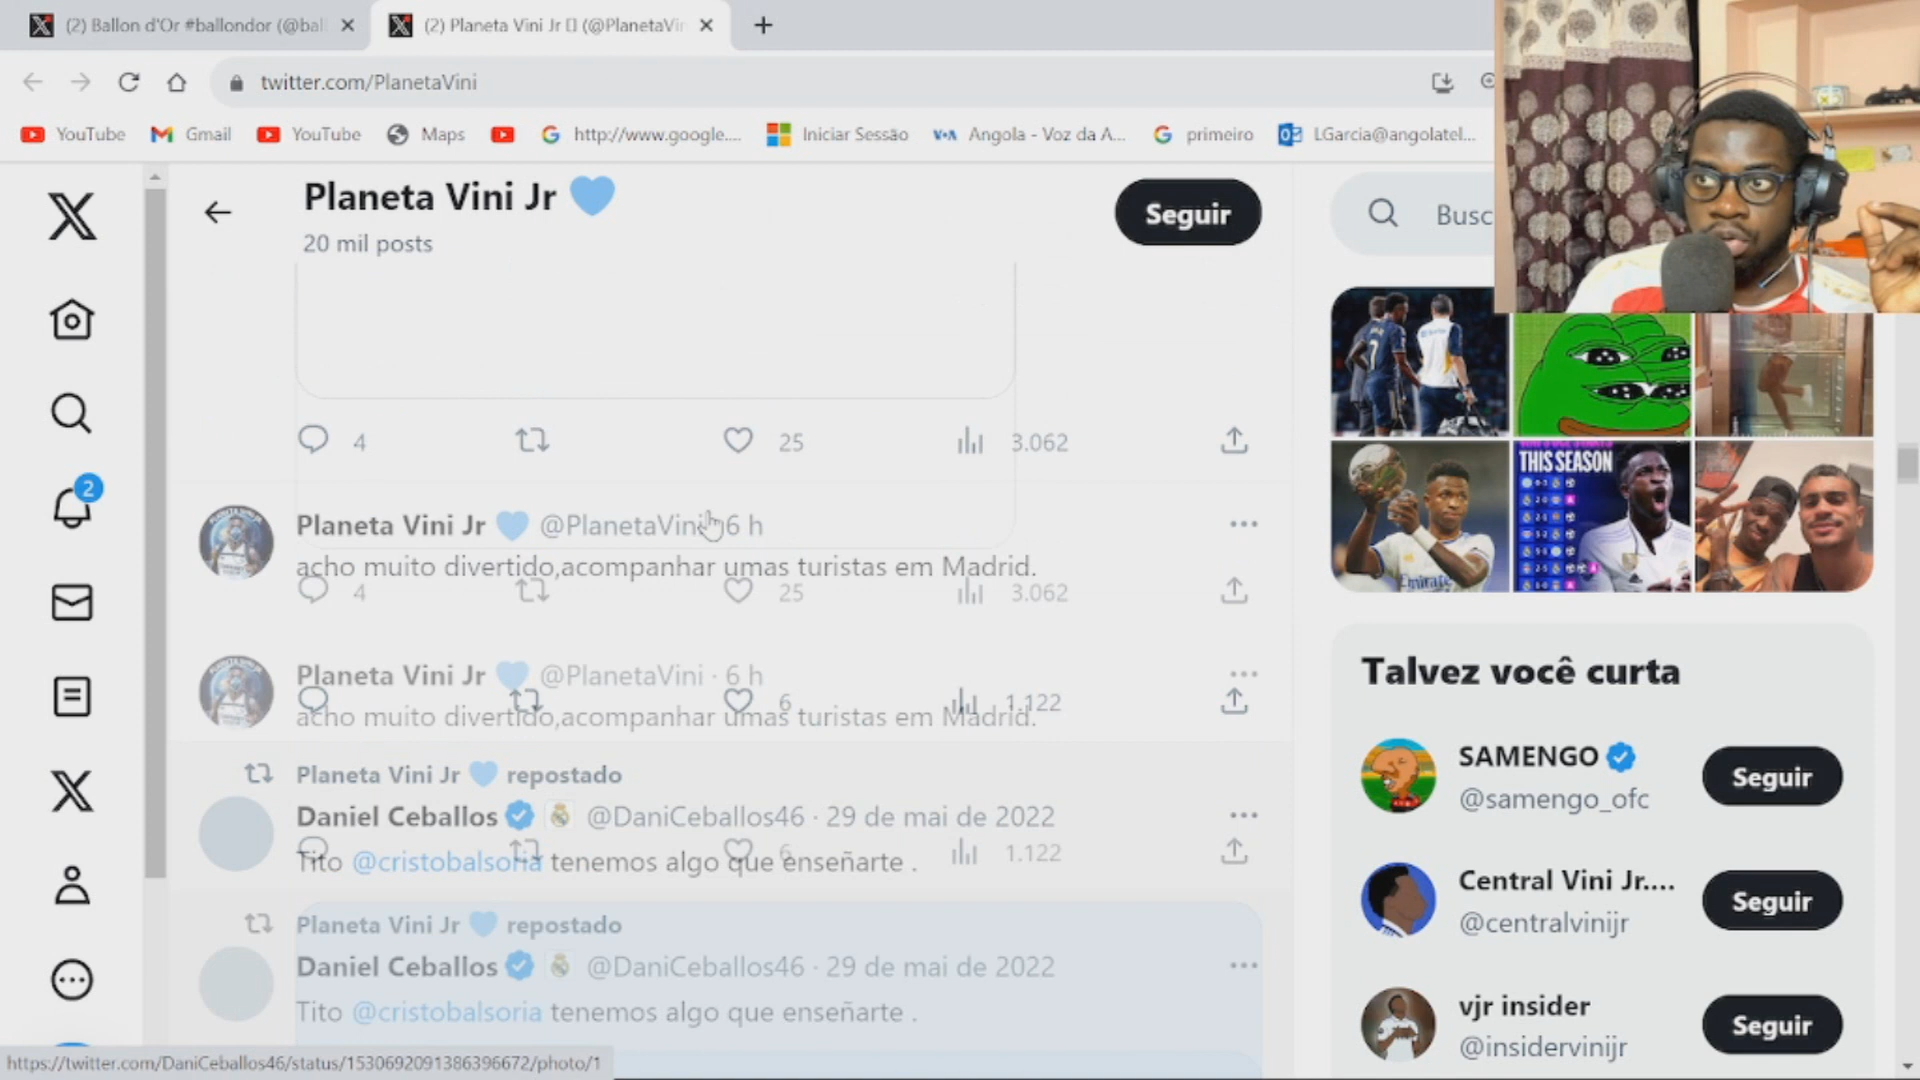 (2) Ballon d'Or #ballondor (@bal
(2) Planeta Vini Jr (@PlanetaVin
twitter.com/PlanetaVini
YouTube
Gmail
YouTube
Maps
http://www.google....
Iniciar Sessão
VOA Angola - Voz da A...
primeiro
LGarcia@angolatel...
Planeta Vini Jr
20 mil posts
Seguir
Busc
4
25
3.062
2
Planeta Vini Jr @PlanetaVini 6 h
acho muito divertido,acompanhar umas turistas em Madrid.
4
25
3.062
Planeta Vini Jr @PlanetaVini · 6 h
acho muito divertido,acompanhar umas turistas em Madrid.
6
1.122
Planeta Vini Jr repostado
Daniel Ceballos @DaniCeballos46 · 29 de mai de 2022
Tito @cristobalsoria tenemos algo que enseñarte .
6
1.122
Planeta Vini Jr repostado
Daniel Ceballos @DaniCeballos46 · 29 de mai de 2022
Tito @cristobalsoria tenemos algo que enseñarte .
THIS SEASON
Talvez você curta
SAMENGO
@samengo_ofc
Seguir
Central Vini Jr....
@centralvinijr
Seguir
vjr insider
@insidervinijr
Seguir
https://twitter.com/DaniCeballos46/status/1530692091386396672/photo/1